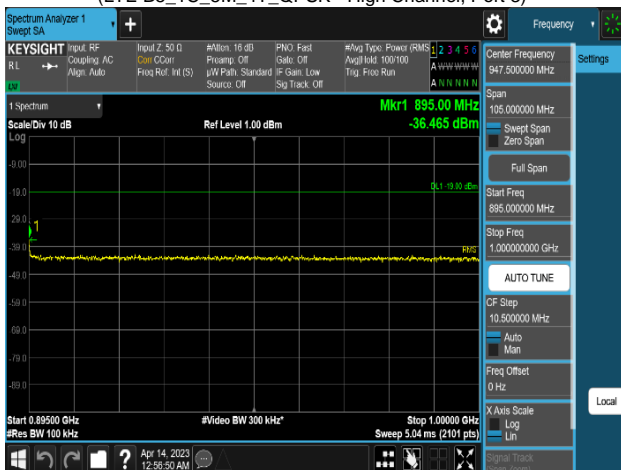 Spectrum Analyzer 1
Swept SA
Frequency
KEYSIGHT
RL
Input: RF
Coupling: AC
Align: Auto
Input Z: 50 Ω
Corr CCorr
Freq Ref: Int (S)
#Atten: 16 dB
Preamp: Off
µW Path: Standard
Source: Off
PNO: Fast
Gate: Off
IF Gain: Low
Sig Track: Off
#Avg Type: Power (RMS
Avg|Hold: 100/100
Trig: Free Run
1 2 3 4 5 6
A W W W W W
A N N N N N
1 Spectrum
Scale/Div 10 dB
Log
Ref Level 1.00 dBm
Mkr1 895.00 MHz
-36.465 dBm
-9.00
-19.0
DL1 -19.00 dBm
-29.0
1
-39.0
RMS
-49.0
-59.0
-69.0
-79.0
-89.0
Start 0.89500 GHz
#Res BW 100 kHz
#Video BW 300 kHz*
Stop 1.00000 GHz
Sweep 5.04 ms (2101 pts)
Apr 14, 2023
12:56:50 AM
Center Frequency
947.500000 MHz
Settings
Span
105.000000 MHz
Swept Span
Zero Span
Full Span
Start Freq
895.000000 MHz
Stop Freq
1.000000000 GHz
AUTO TUNE
CF Step
10.500000 MHz
Auto
Man
Freq Offset
0 Hz
X Axis Scale
Log
Lin
Local
Signal Track